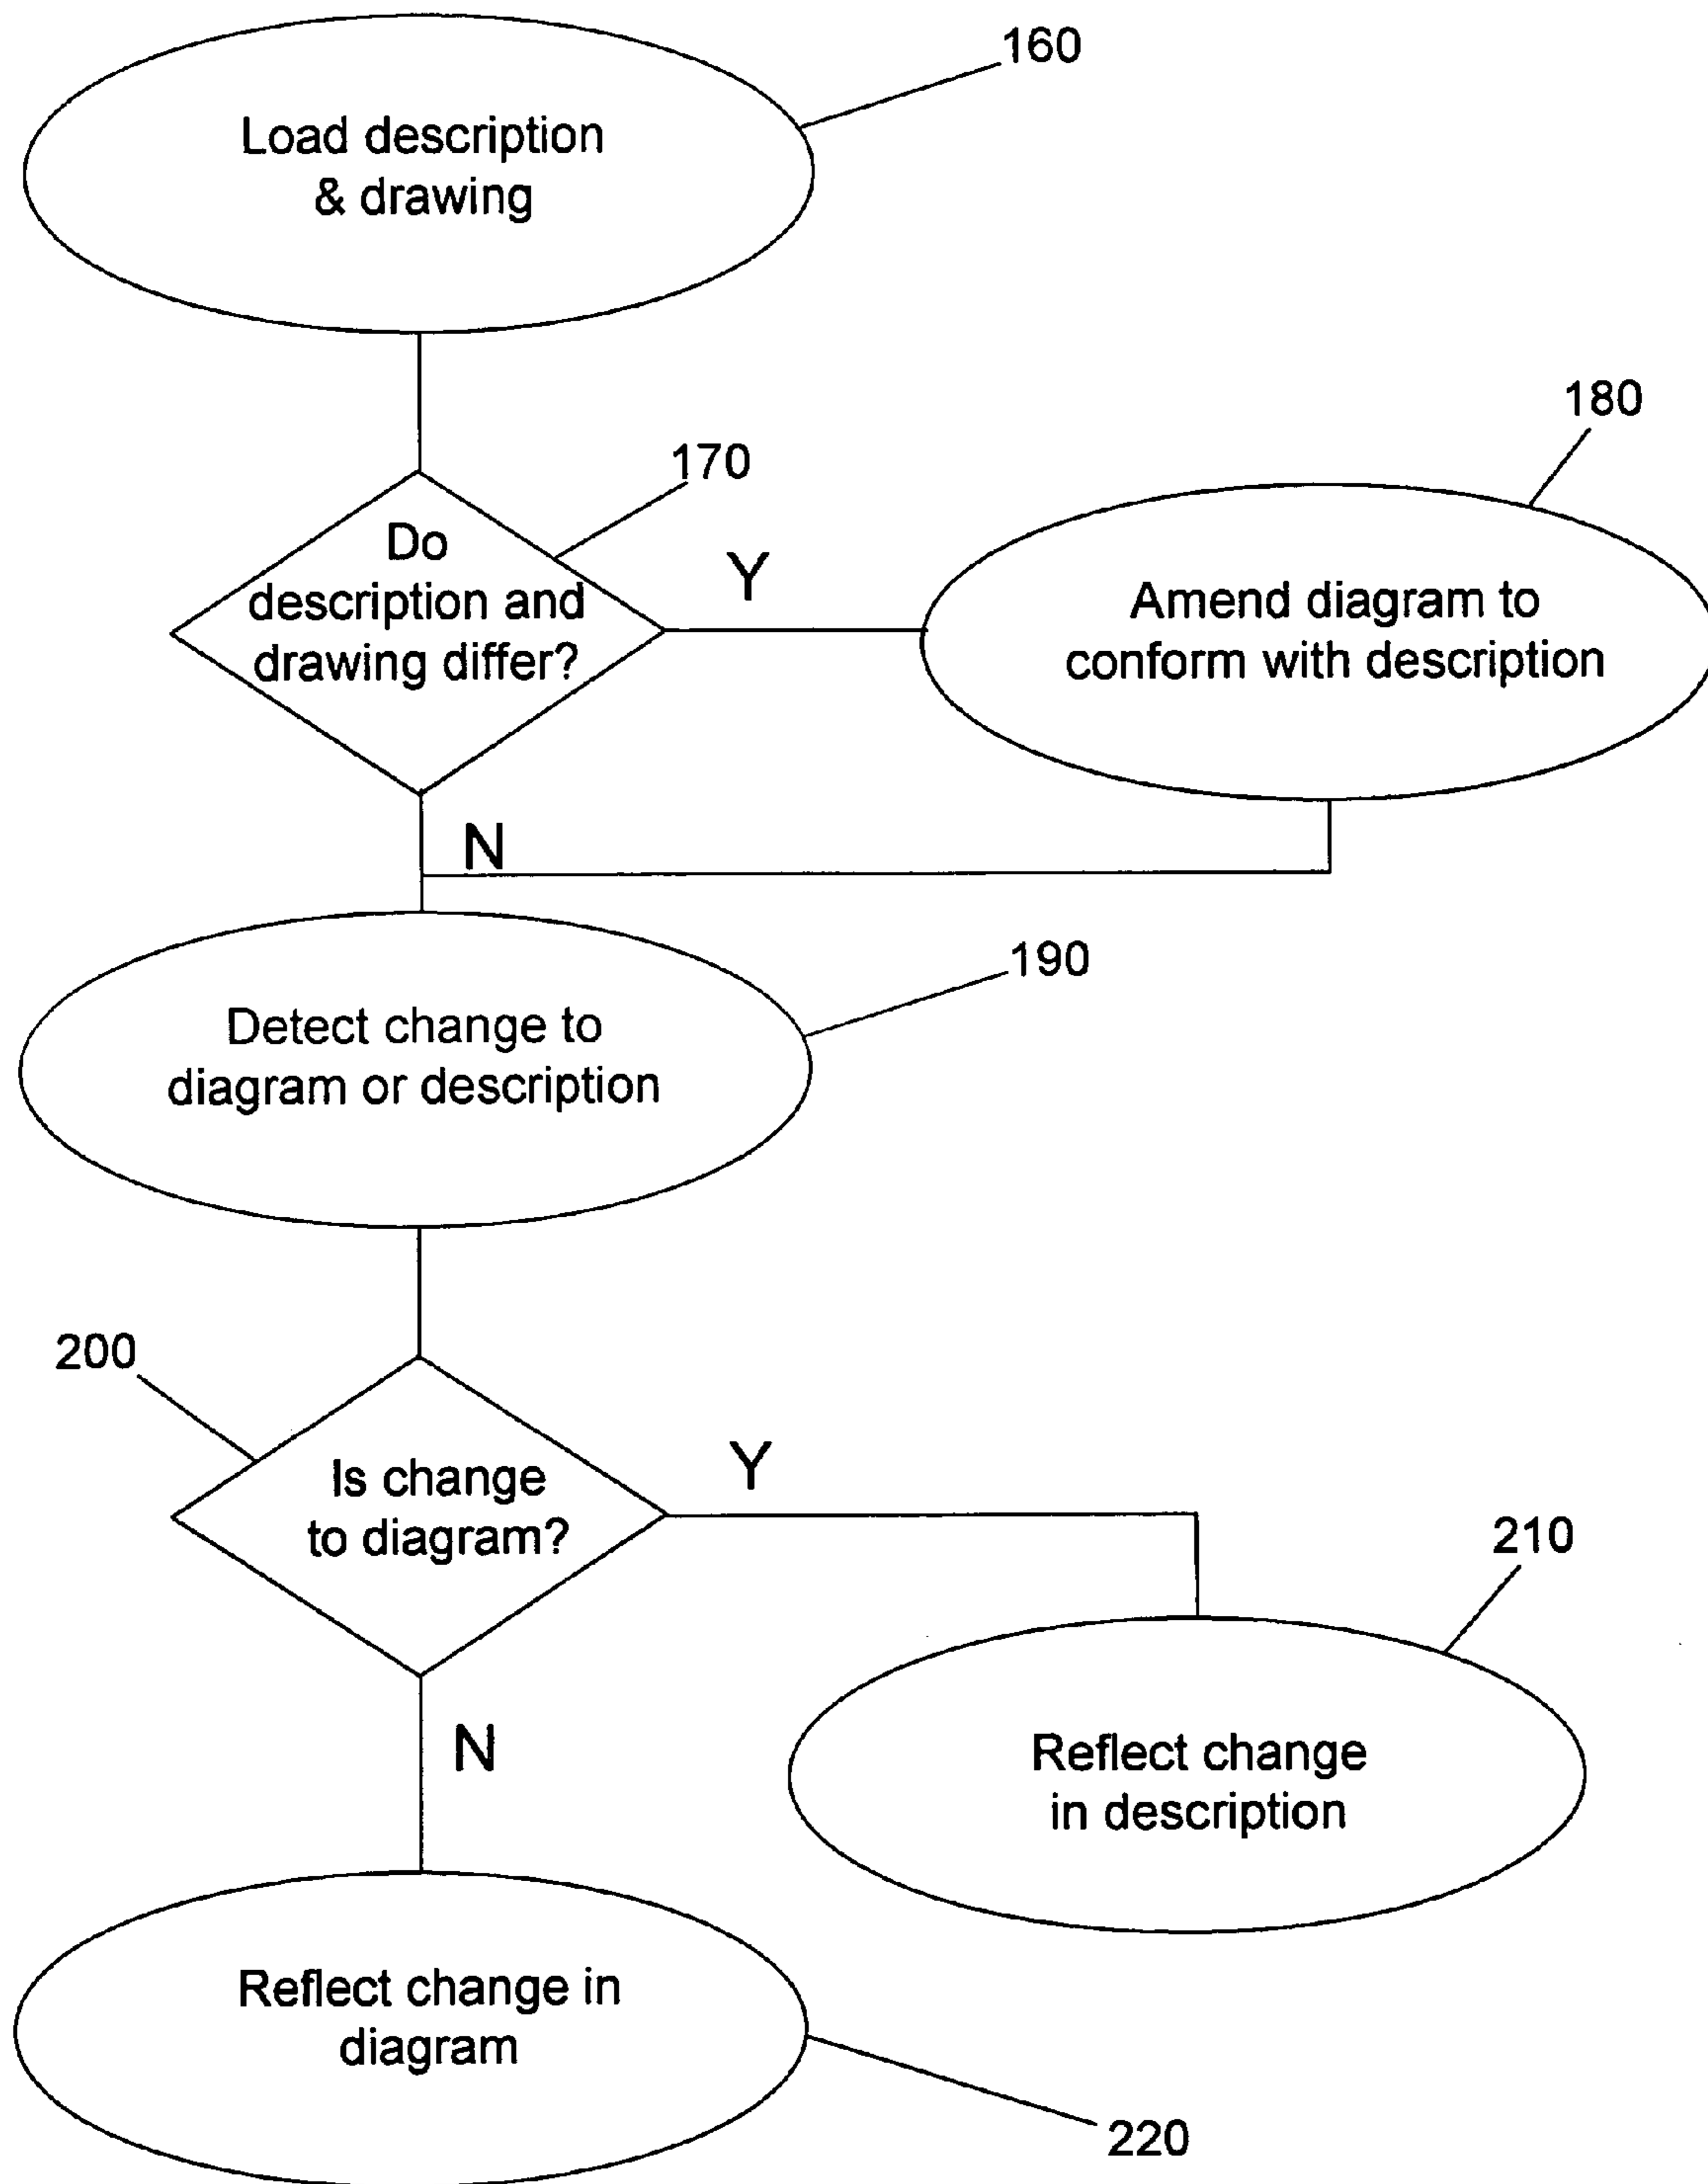 160
Load description
& drawing
180
170
Do
description and
drawing differ?
Y
Amend diagram to
conform with description
N
190
Detect change to
diagram or description
200
Y
Is change
to diagram?
210
N
Reflect change
in description
Reflect change in
diagram
220